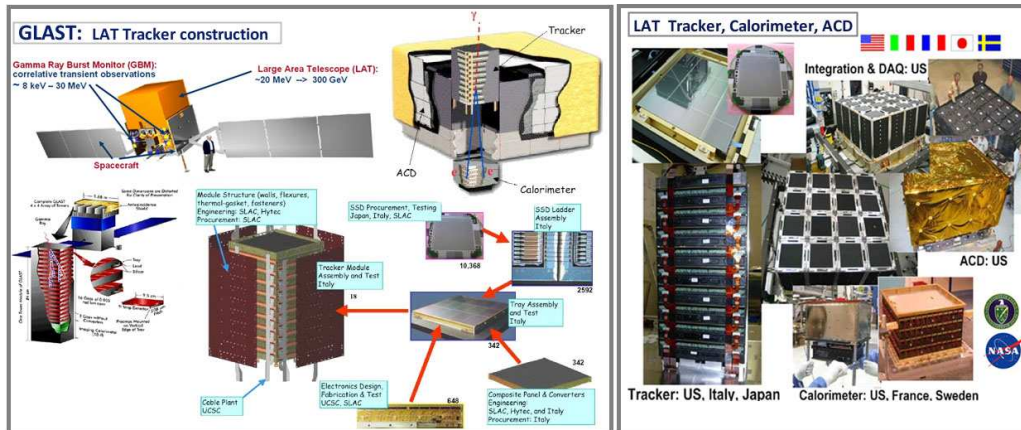 GLAST: LAT Tracker construction
Gamma Ray Burst Monitor (GBM):
correlative transient observations
~ 8 keV – 30 MeV
Large Area Telescope (LAT):
~20 MeV --> 300 GeV
Spacecraft
γ
Tracker
e⁺
e⁻
ACD
Calorimeter
Module Structure (walls, flexures,
thermal-gasket, fasteners)
Engineering: SLAC, Hytec
Procurement: SLAC
SSD Procurement, Testing
Japan, Italy, SLAC
10,368
SSD Ladder
Assembly
Italy
2592
Tracker Module
Assembly and Test
Italy
18
Tray Assembly
and Test
Italy
342
342
Cable Plant
UCSC
Electronics Design,
Fabrication & Test
UCSC, SLAC
648
Composite Panel & Converters
Engineering:
SLAC, Hytec, and Italy
Procurement: Italy
LAT Tracker, Calorimeter, ACD
Integration & DAQ: US
ACD: US
NASA
Tracker: US, Italy, Japan
Calorimeter: US, France, Sweden